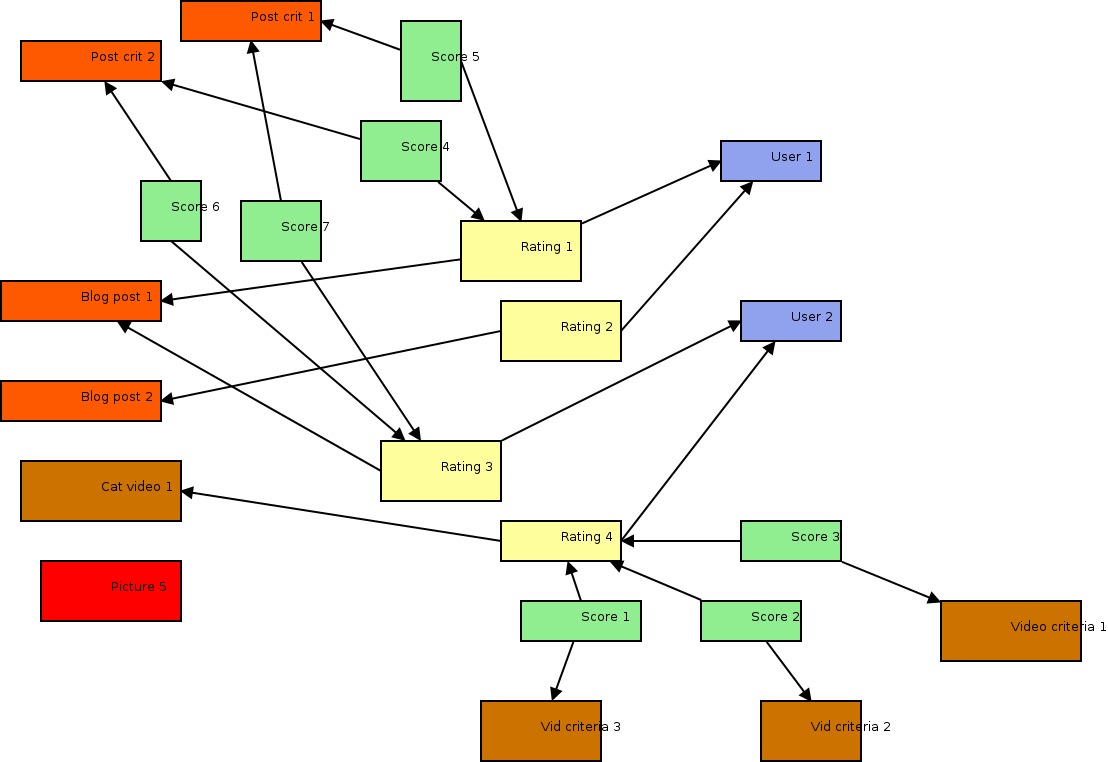 Post crit 1
Post crit 2
Score 5
Score 4
User 1
Score 6
Score 7
Rating 1
Blog post 1
Rating 2
User 2
Blog post 2
Rating 3
Cat video 1
Rating 4
Score 3
Picture 5
Score 1
Score 2
Video criteria 1
Vid criteria 3
Vid criteria 2